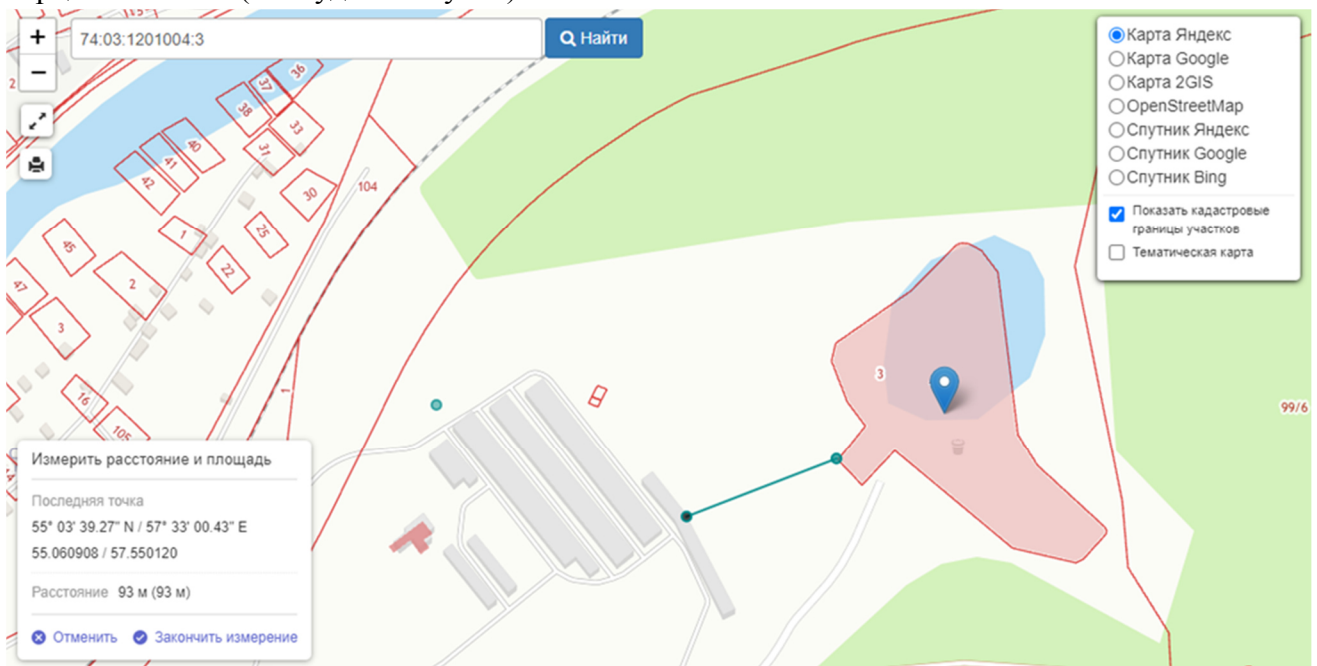 +
74:03:1201004:3
Найти
−
Карта Яндекс
Карта Google
Карта 2GIS
OpenStreetMap
Спутник Яндекс
Спутник Google
Спутник Bing
Показать кадастровые
границы участков
Тематическая карта
2
36
37
38
33
40
31
41
42
30
104
1
25
45
22
2
47
3
16
105
1
3
99/6
Измерить расстояние и площадь
Последняя точка
55° 03' 39.27" N / 57° 33' 00.43" E
55.060908 / 57.550120
Расстояние 93 м (93 м)
Отменить
Закончить измерение